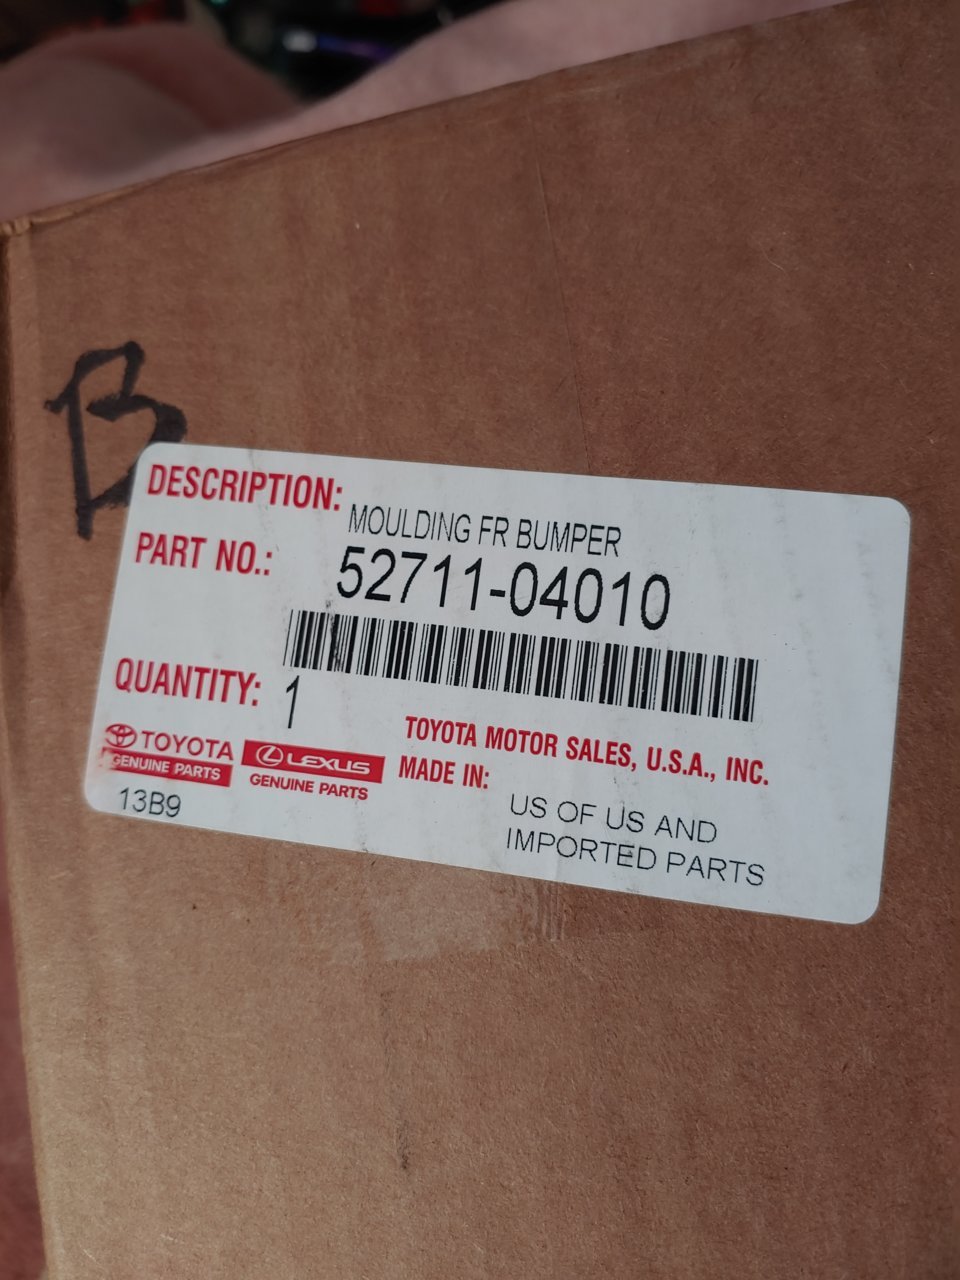 B
DESCRIPTION: MOULDING FR BUMPER
PART NO.: 52711-04010
QUANTITY: 1
TOYOTA MOTOR SALES, U.S.A., INC.
TOYOTA
GENUINE PARTS
LEXUS
GENUINE PARTS
MADE IN: US OF US AND
IMPORTED PARTS
13B9